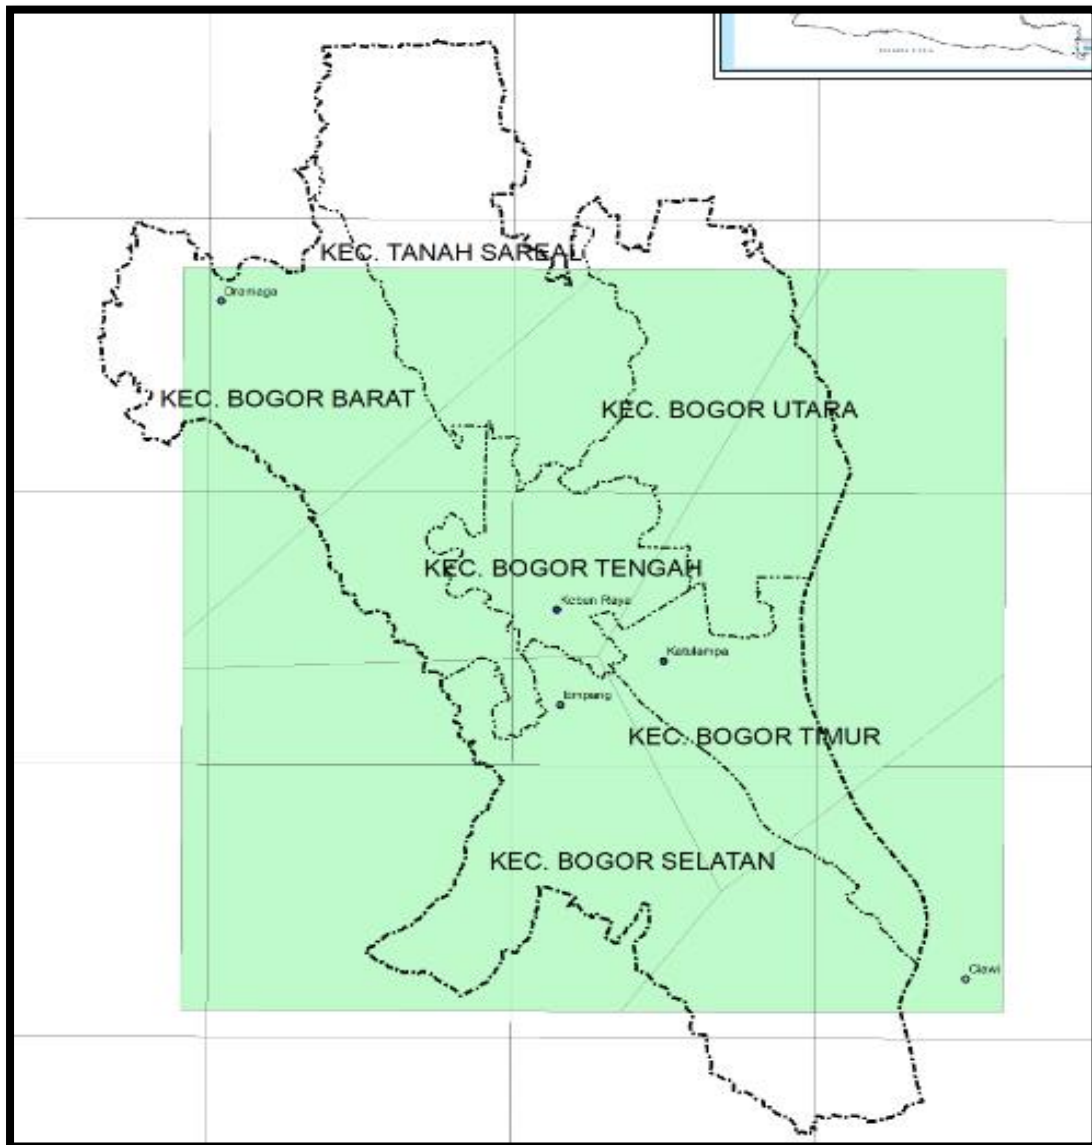 KEC. TANAH SAREAL
Dramaga
KEC. BOGOR BARAT
KEC. BOGOR UTARA
KEC. BOGOR TENGAH
Kebun Raya
Katulampa
Empang
KEC. BOGOR TIMUR
KEC. BOGOR SELATAN
Ciawi